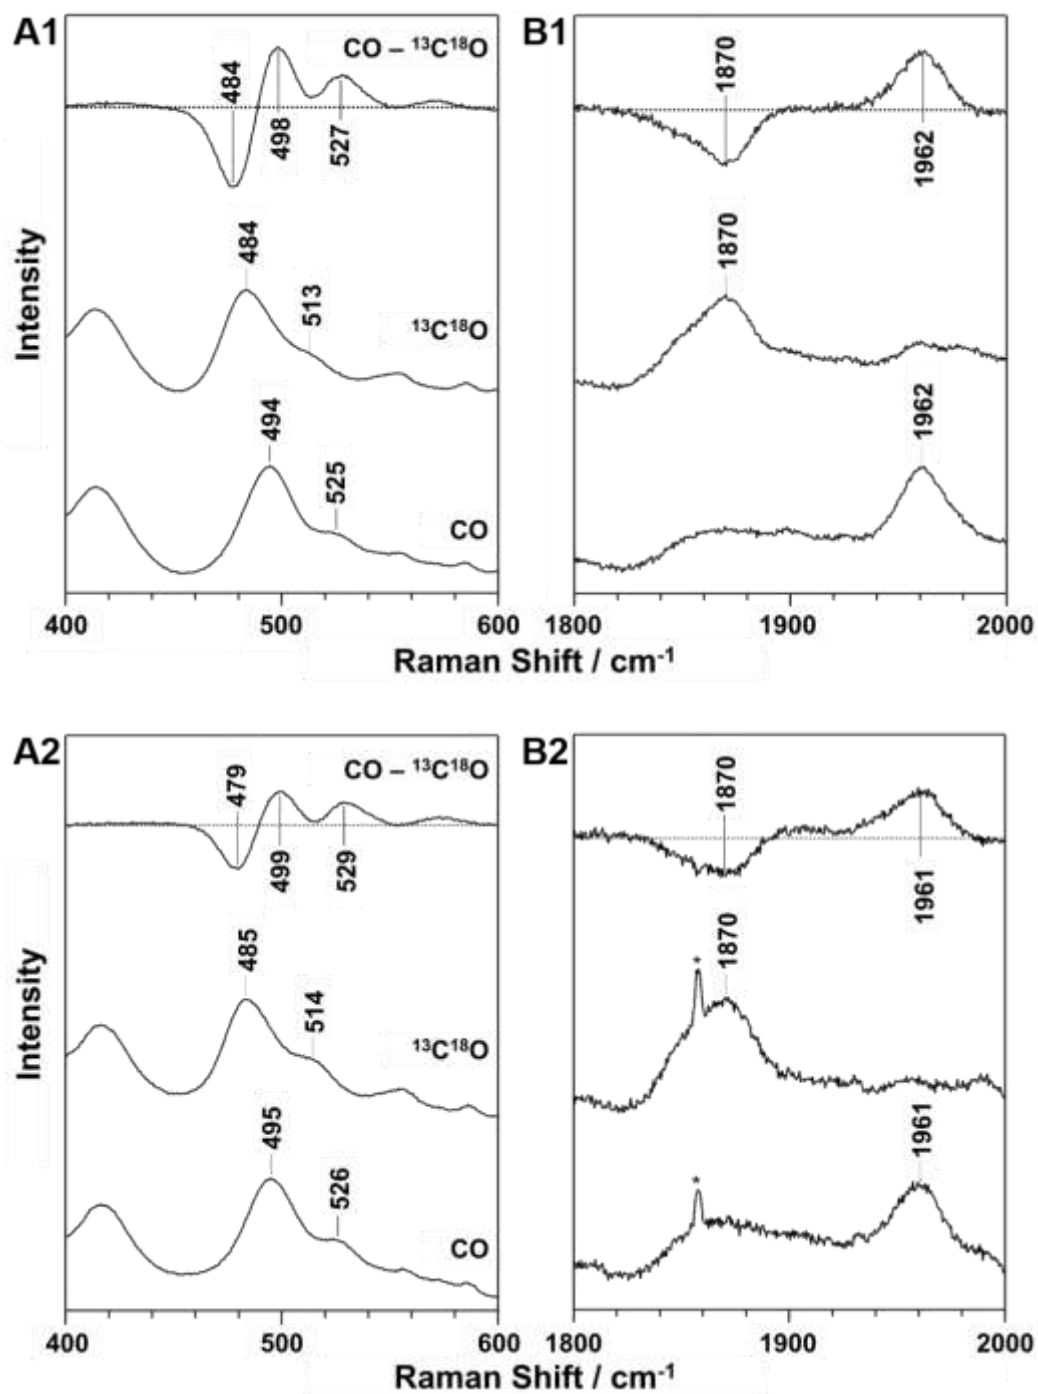 A1
CO – ¹³C¹⁸O
484
498
527
484
513
¹³C¹⁸O
494
525
CO
Intensity
400
500
600
B1
1870
1962
1870
1962
1800
1900
2000
Raman Shift / cm⁻¹
A2
CO – ¹³C¹⁸O
479
499
529
485
514
¹³C¹⁸O
495
526
CO
Intensity
400
500
600
B2
1870
1961
*
1870
*
1961
1800
1900
2000
Raman Shift / cm⁻¹